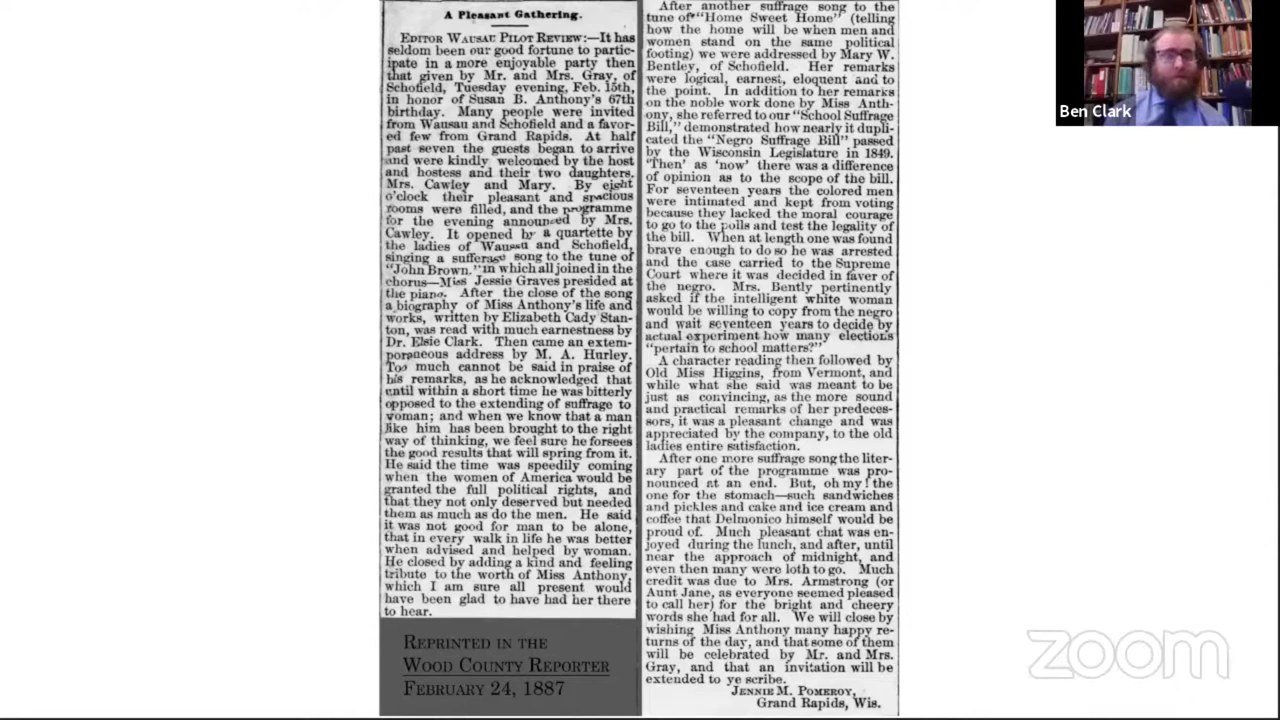 A Pleasant Gathering.
EDITOR WAUSAU PILOT REVIEW:—It has
seldom been our good fortune to partic-
ipate in a more enjoyable party then
that given by Mr. and Mrs. Gray, of
Schofield, Tuesday evening, Feb. 15th,
in honor of Susan B. Anthony's 67th
birthday. Many people were invited
from Wausau and Schofield and a favor-
ed few from Grand Rapids. At half
past seven the guests began to arrive
and were kindly welcomed by the host
and hostess and their two daughters,
Mrs. Cawley and Mary. By eight
o'clock their pleasant and spacious
rooms were filled, and the programme
for the evening announced by Mrs.
Cawley. It opened by a quartette by
the ladies of Wausau and Schofield,
singing a sufferage song to the tune of
"John Brown," in which all joined in the
chorus—Miss Jessie Graves presided at
the piano. After the close of the song
a biography of Miss Anthony's life and
works, written by Elizabeth Cady Stan-
ton, was read with much earnestness by
Dr. Elsie Clark. Then came an extem-
poraneous address by M. A. Hurley.
Too much cannot be said in praise of
his remarks, as he acknowledged that
until within a short time he was bitterly
opposed to the extending of suffrage to
woman; and when we know that a man
like him has been brought to the right
way of thinking, we feel sure he forsees
the good results that will spring from it.
He said the time was speedily coming
when the women of America would be
granted the full political rights, and
that they not only deserved but needed
them as much as do the men. He said
it was not good for man to be alone,
that in every walk in life he was better
when advised and helped by woman.
He closed by adding a kind and feeling
tribute to the worth of Miss Anthony,
which I am sure all present would
have been glad to have had her there
to hear.
REPRINTED IN THE
WOOD COUNTY REPORTER
FEBRUARY 24, 1887
After another suffrage song to the
tune of "Home Sweet Home" (telling
how the home will be when men and
women stand on the same political
footing) we were addressed by Mary W.
Bentley, of Schofield. Her remarks
were logical, earnest, eloquent and to
the point. In addition to her remarks
on the noble work done by Miss Anth-
ony, she referred to our "School Suffrage
Bill," demonstrated how nearly it dupli-
cated the "Negro Suffrage Bill" passed
by the Wisconsin Legislature in 1849.
'Then' as 'now' there was a difference
of opinion as to the scope of the bill.
For seventeen years the colored men
were intimated and kept from voting
because they lacked the moral courage
to go to the polls and test the legality of
the bill. When at length one was found
brave enough to do so he was arrested
and the case carried to the Supreme
Court where it was decided in faver of
the negro. Mrs. Bently pertinently
asked if the intelligent white woman
would be willing to copy from the negro
and wait seventeen years to decide by
actual experiment how many elections
"pertain to school matters?"
A character reading then followed by
Old Miss Higgins, from Vermont, and
while what she said was meant to be
just as convincing, as the more sound
and practical remarks of her predeces-
sors, it was a pleasant change and was
appreciated by the company, to the old
ladies entire satisfaction.
After one more suffrage song the liter-
ary part of the programme was pro-
nounced at an end. But, oh my! the
one for the stomach—such sandwiches
and pickles and cake and ice cream and
coffee that Delmonico himself would be
proud of. Much pleasant chat was en-
joyed during the lunch, and after, until
near the approach of midnight, and
even then many were loth to go. Much
credit was due to Mrs. Armstrong (or
Aunt Jane, as everyone seemed pleased
to call her) for the bright and cheery
words she had for all. We will close by
wishing Miss Anthony many happy re-
turns of the day, and that some of them
will be celebrated by Mr. and Mrs.
Gray, and that an invitation will be
extended to ye scribe.
JENNIE M. POMEROY,
Grand Rapids, Wis.
Ben Clark
zoom